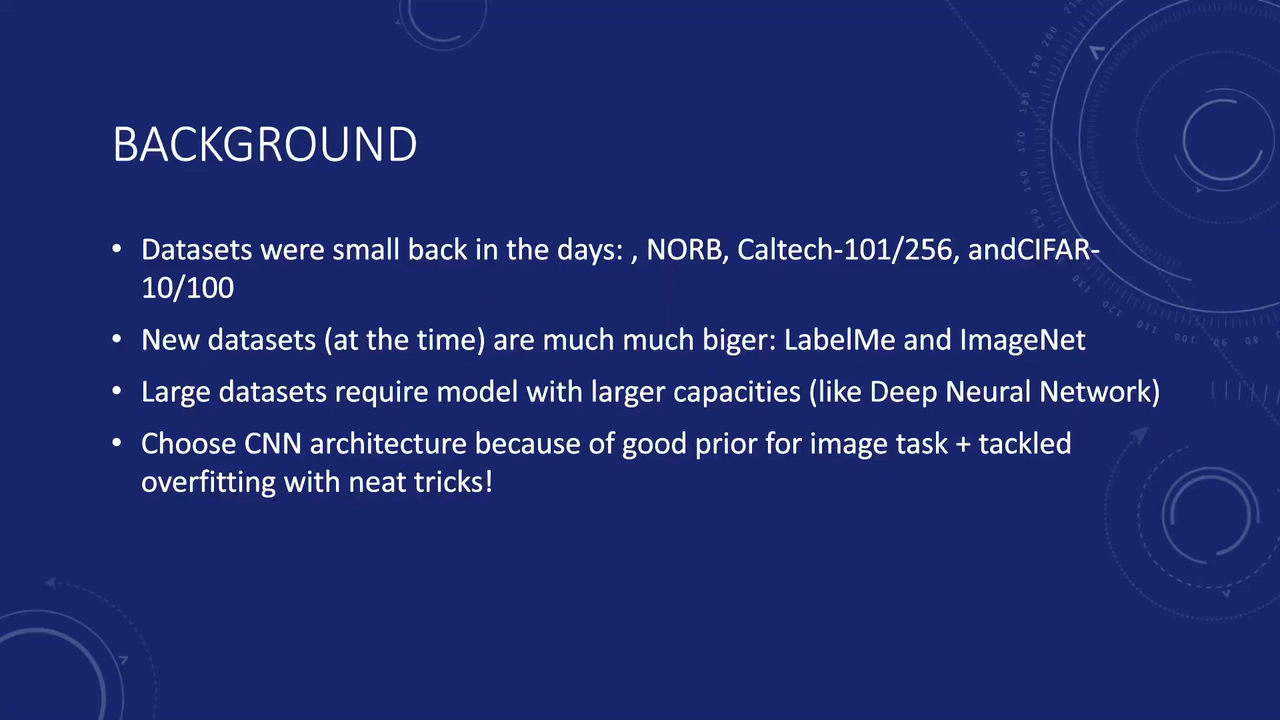 BACKGROUND
• Datasets were small back in the days: , NORB, Caltech-101/256, andCIFAR-
10/100
• New datasets (at the time) are much much biger: LabelMe and ImageNet
• Large datasets require model with larger capacities (like Deep Neural Network)
• Choose CNN architecture because of good prior for image task + tackled
overfitting with neat tricks!